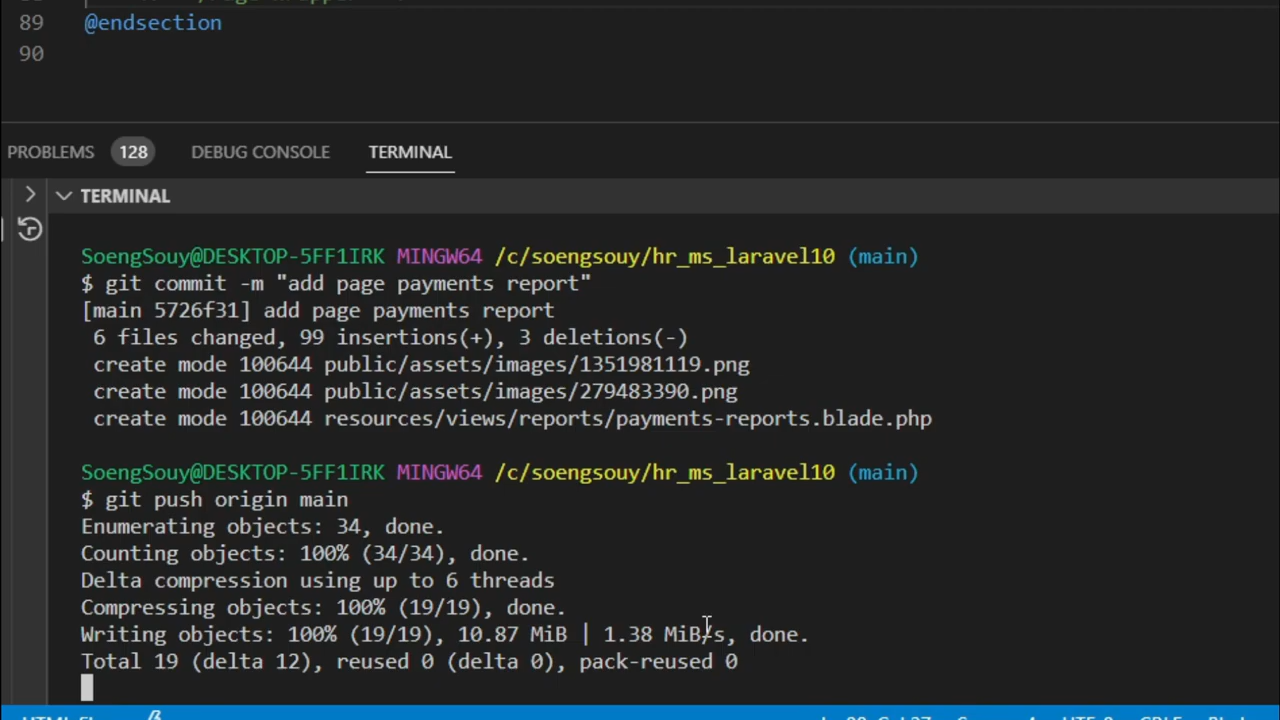 89 @endsection
90
PROBLEMS 128 DEBUG CONSOLE TERMINAL
TERMINAL
SoengSouy@DESKTOP-5FF1IRK MINGW64 /c/soengsouy/hr_ms_laravel10 (main)
$ git commit -m "add page payments report"
[main 5726f31] add page payments report
6 files changed, 99 insertions(+), 3 deletions(-)
create mode 100644 public/assets/images/1351981119.png
create mode 100644 public/assets/images/279483390.png
create mode 100644 resources/views/reports/payments-reports.blade.php
SoengSouy@DESKTOP-5FF1IRK MINGW64 /c/soengsouy/hr_ms_laravel10 (main)
$ git push origin main
Enumerating objects: 34, done.
Counting objects: 100% (34/34), done.
Delta compression using up to 6 threads
Compressing objects: 100% (19/19), done.
Writing objects: 100% (19/19), 10.87 MiB | 1.38 MiB/s, done.
Total 19 (delta 12), reused 0 (delta 0), pack-reused 0